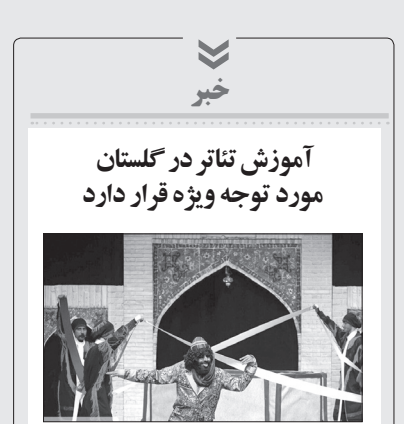 خبر
آموزش تئاتر در گلستان
مورد توجه ویژه قرار دارد